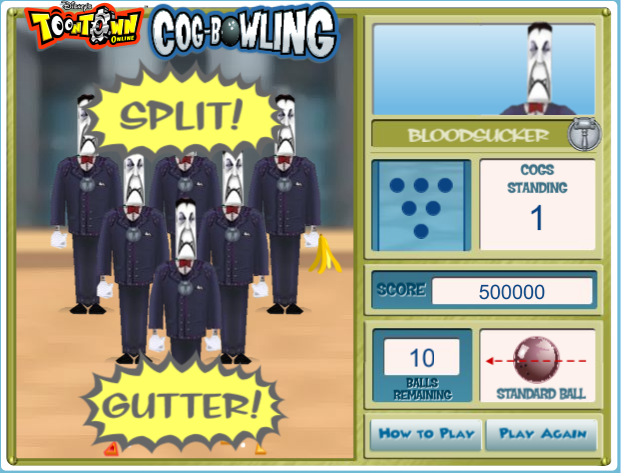 Disney's
TOONTOWN
ONLINE
COG-BOWLING
SPLIT!
GUTTER!
BLOODSUCKER
COGS
STANDING
1
SCORE
500000
10
BALLS
REMAINING
STANDARD BALL
HOW TO PLAY
PLAY AGAIN